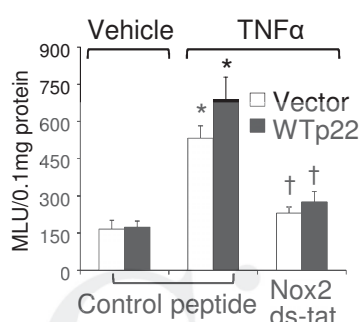 Vehicle TNFα
MLU/0.1mg protein
900
750
600
450
300
150
0
* *
† †
Vector
WTp22
Control peptide Nox2
ds-tat